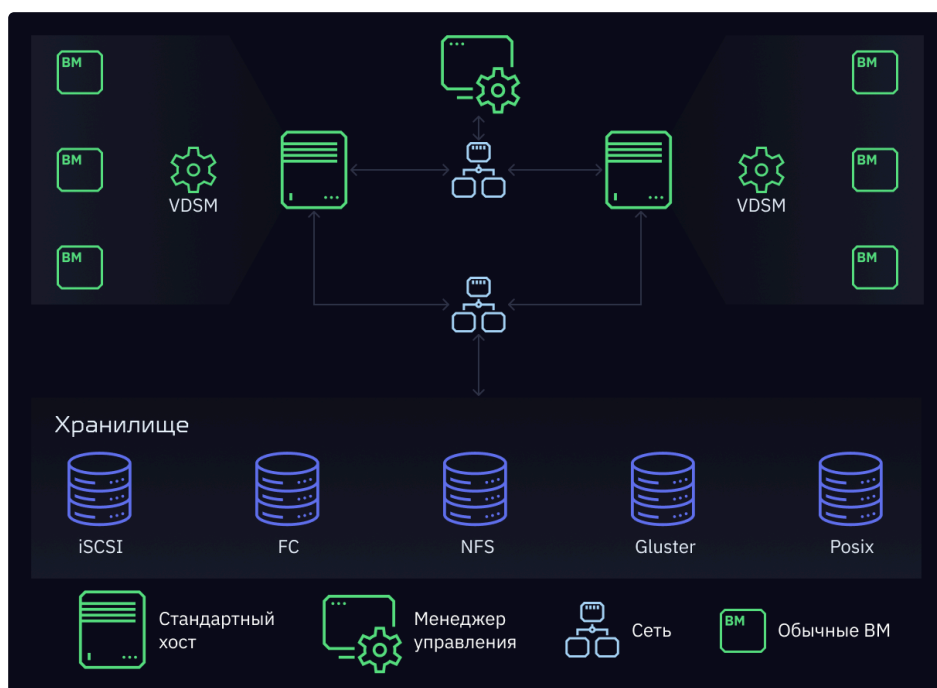 ВМ
ВМ
ВМ
ВМ
VDSM
VDSM
ВМ
ВМ
Хранилище
iSCSI
FC
NFS
Gluster
Posix
Стандартный
хост
Менеджер
управления
Сеть
ВМ
Обычные ВМ